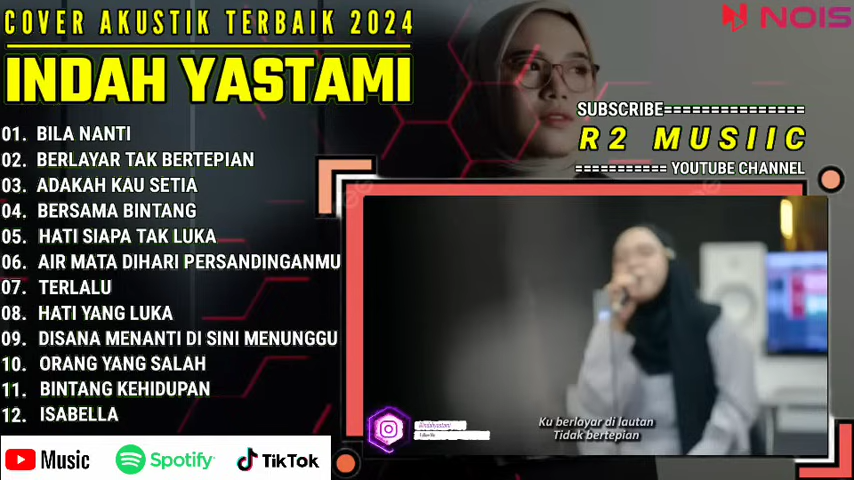 COVER AKUSTIK TERBAIK 2024
INDAH YASTAMI
01. BILA NANTI
02. BERLAYAR TAK BERTEPIAN
03. ADAKAH KAU SETIA
04. BERSAMA BINTANG
05. HATI SIAPA TAK LUKA
06. AIR MATA DIHARI PERSANDINGANMU
07. TERLALU
08. HATI YANG LUKA
09. DISANA MENANTI DI SINI MENUNGGU
10. ORANG YANG SALAH
11. BINTANG KEHIDUPAN
12. ISABELLA
Music Spotify TikTok
NOIS
SUBSCRIBE===============
R2 MUSIIC
=========== YOUTUBE CHANNEL
Ku berlayar di lautan
Tidak bertepian